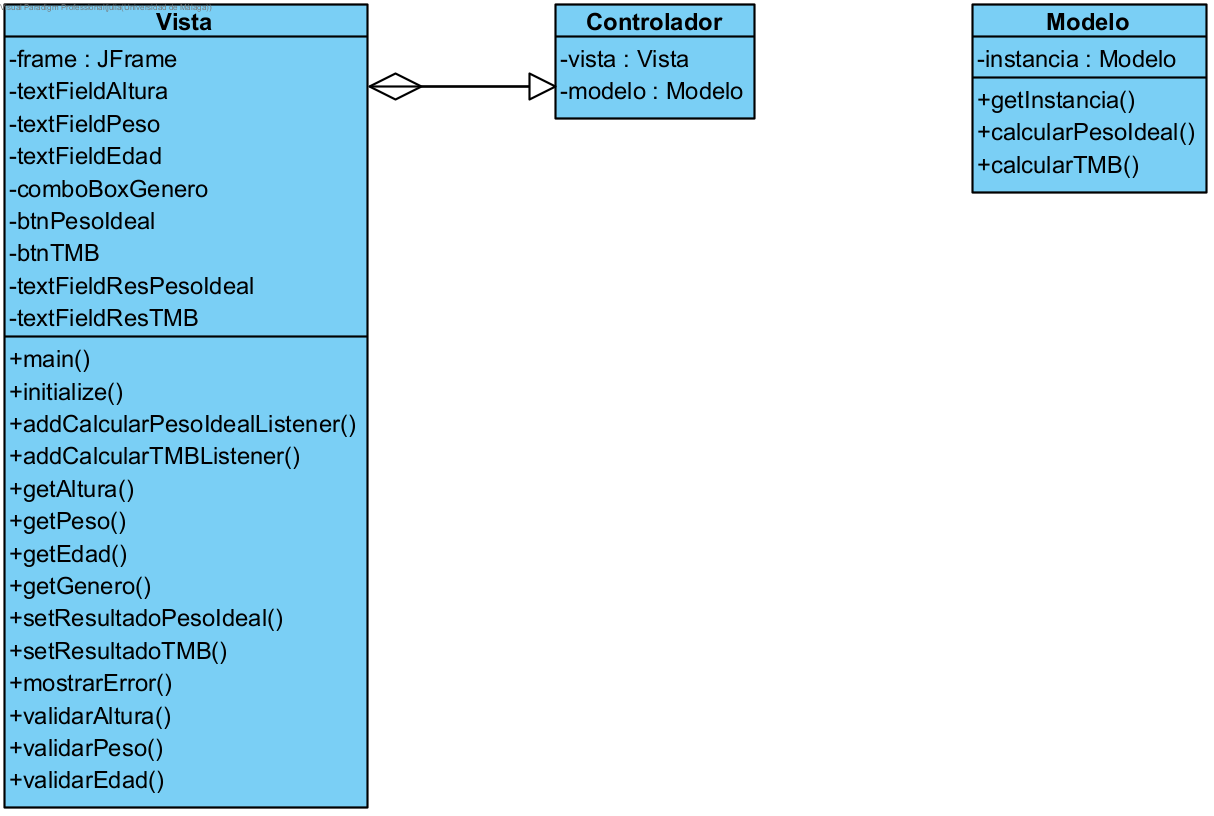 Visual Paradigm Professional(julia(Universidad de Malaga))
Vista
-frame : JFrame
-textFieldAltura
-textFieldPeso
-textFieldEdad
-comboBoxGenero
-btnPesoIdeal
-btnTMB
-textFieldResPesoIdeal
-textFieldResTMB
+main()
+initialize()
+addCalcularPesoIdealListener()
+addCalcularTMBListener()
+getAltura()
+getPeso()
+getEdad()
+getGenero()
+setResultadoPesoIdeal()
+setResultadoTMB()
+mostrarError()
+validarAltura()
+validarPeso()
+validarEdad()
Controlador
-vista : Vista
-modelo : Modelo
Modelo
-instancia : Modelo
+getInstancia()
+calcularPesoIdeal()
+calcularTMB()